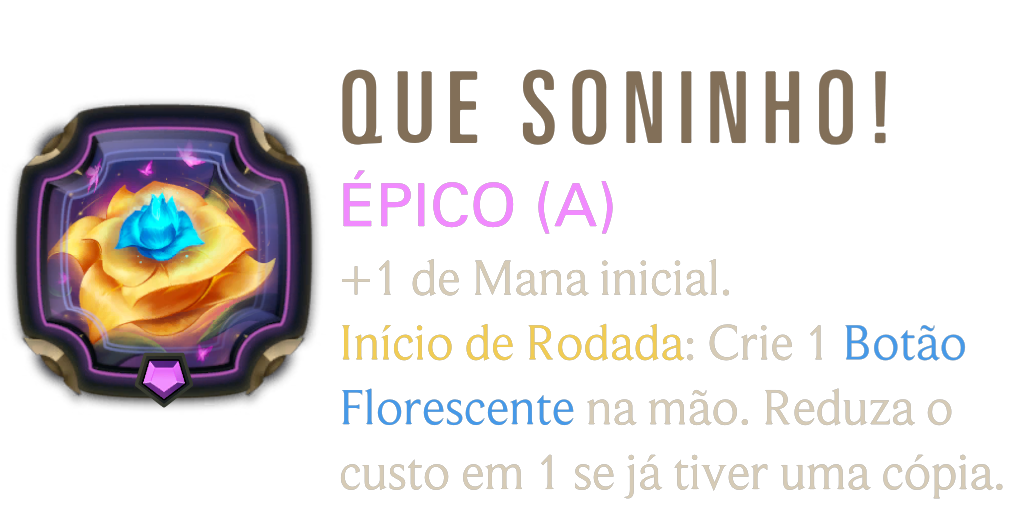 QUE SONINHO!
ÉPICO (A)
+1 de Mana inicial.
Início de Rodada: Crie 1 Botão
Florescente na mão. Reduza o
custo em 1 se já tiver uma cópia.